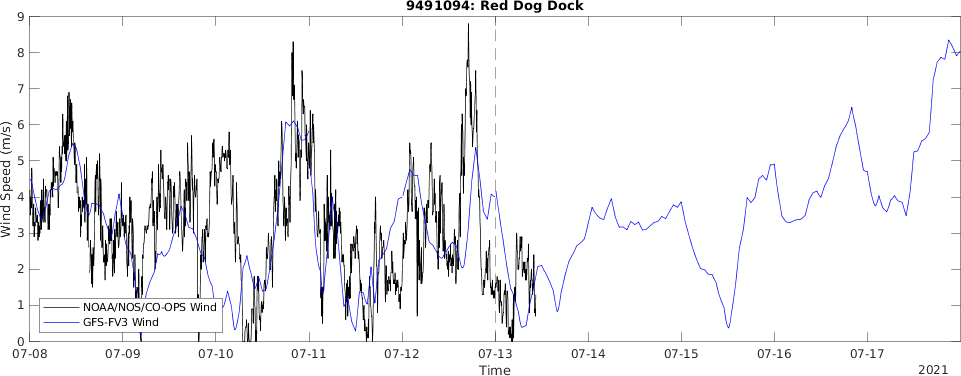 9491094: Red Dog Dock
9
8
7
6
5
4
3
2
1
0
Wind Speed (m/s)
NOAA/NOS/CO-OPS Wind
GFS-FV3 Wind
07-08 07-09 07-10 07-11 07-12 07-13 07-14 07-15 07-16 07-17
Time
2021